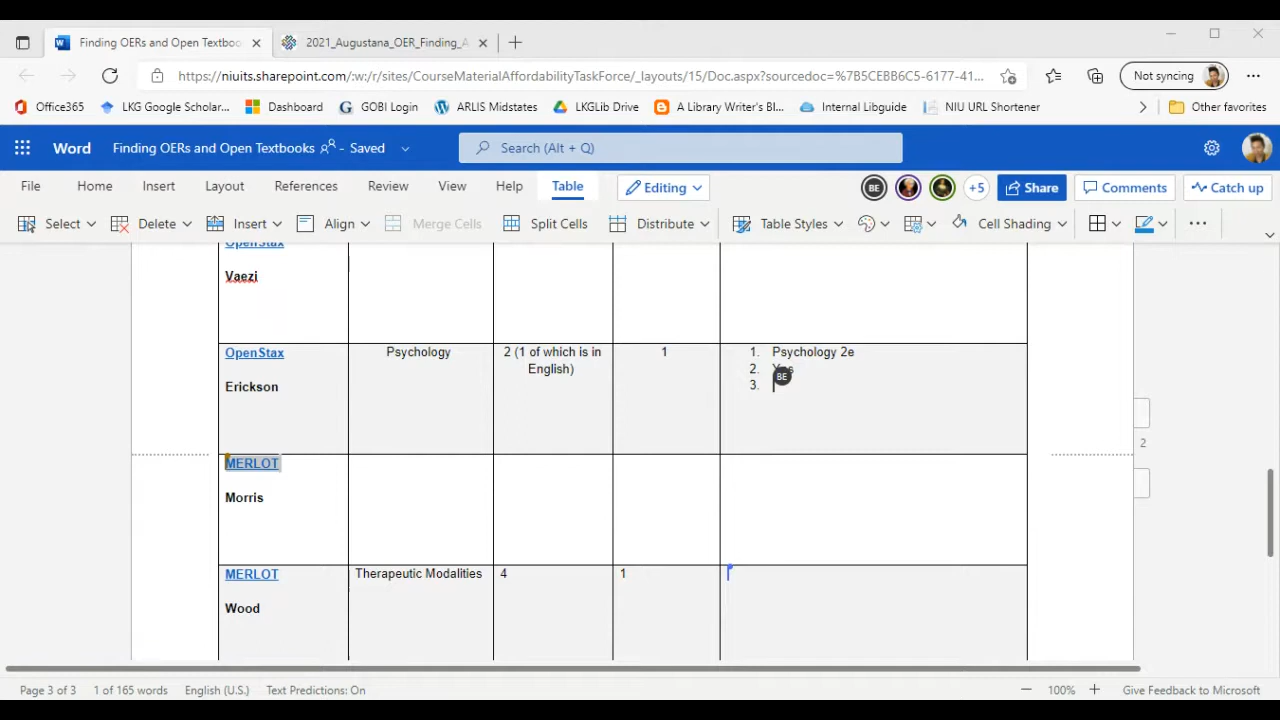 Finding OERs and Open Textboo
2021_Augustana_OER_Finding_A
https://niuits.sharepoint.com/:w:/r/sites/CourseMaterialAffordabilityTaskForce/_layouts/15/Doc.aspx?sourcedoc=%7B5CEBB6C5-6177-41...
Not syncing
Office365
LKG Google Scholar...
Dashboard
GOBI Login
ARLIS Midstates
LKGLib Drive
A Library Writer's Bl...
Internal Libguide
NIU URL Shortener
Other favorites
Word
Finding OERs and Open Textbooks - Saved
Search (Alt + Q)
File
Home
Insert
Layout
References
Review
View
Help
Table
Editing
BE
+5
Share
Comments
Catch up
Select
Delete
Insert
Align
Merge Cells
Split Cells
Distribute
Table Styles
Cell Shading
OpenStax
Vaezi
OpenStax
Erickson
Psychology
2 (1 of which is in
English)
1
1. Psychology 2e
2. Yes
BE
3.
2
MERLOT
Morris
MERLOT
Wood
Therapeutic Modalities
4
1
Page 3 of 3
1 of 165 words
English (U.S.)
Text Predictions: On
100%
Give Feedback to Microsoft